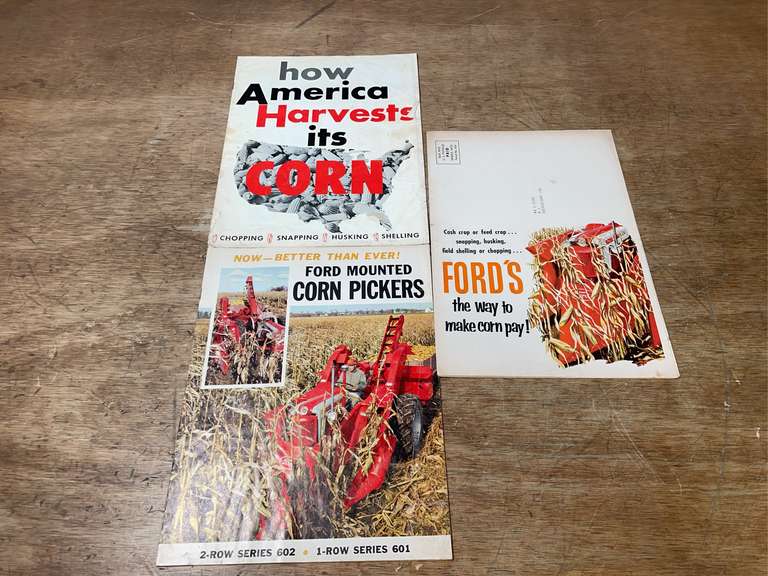 how
America
Harvests
its
CORN
CHOPPING SNAPPING HUSKING SHELLING
NOW—BETTER THAN EVER!
FORD MOUNTED
CORN PICKERS
2-ROW SERIES 602 • 1-ROW SERIES 601
Cash crop or feed crop...
snapping, husking,
field shelling or chopping...
FORD'S
the way to
make corn pay!